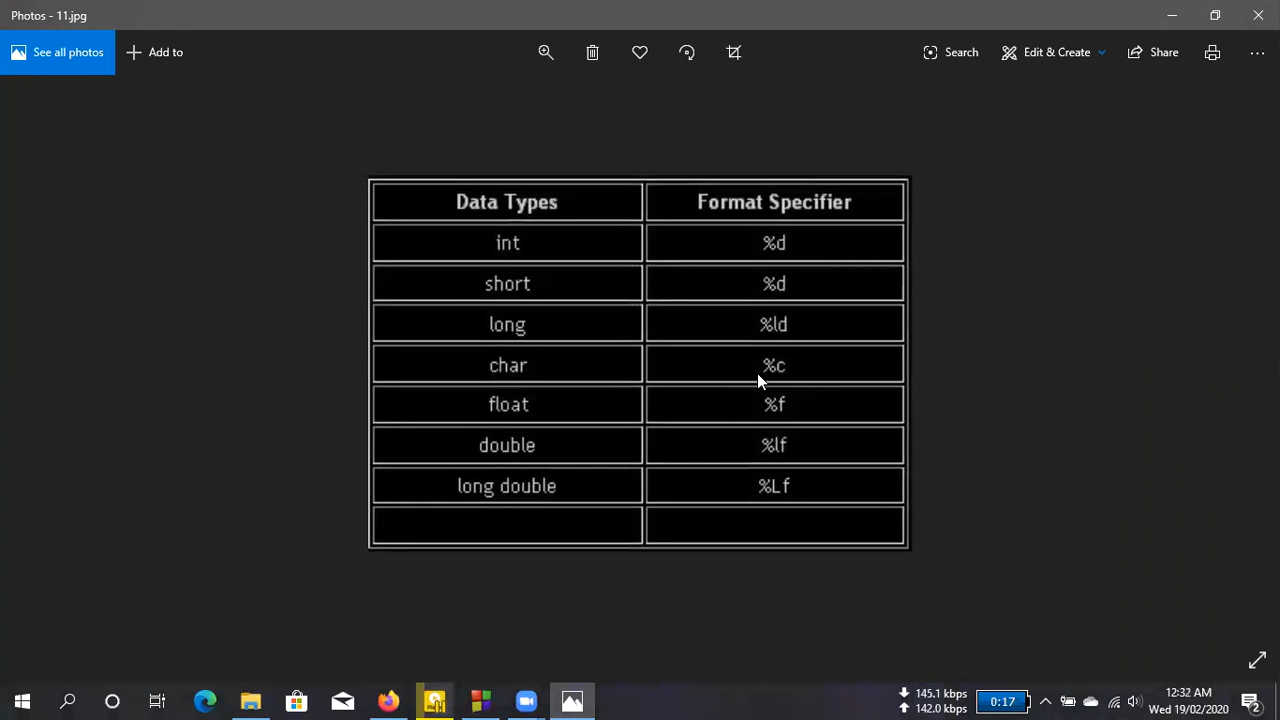 Photos - 11.jpg
See all photos
Add to
Search
Edit & Create
Share
Data Types Format Specifier
int %d
short %d
long %ld
char %c
float %f
double %lf
long double %Lf
145.1 kbps
142.0 kbps
0:17
12:32 AM
Wed 19/02/2020
2